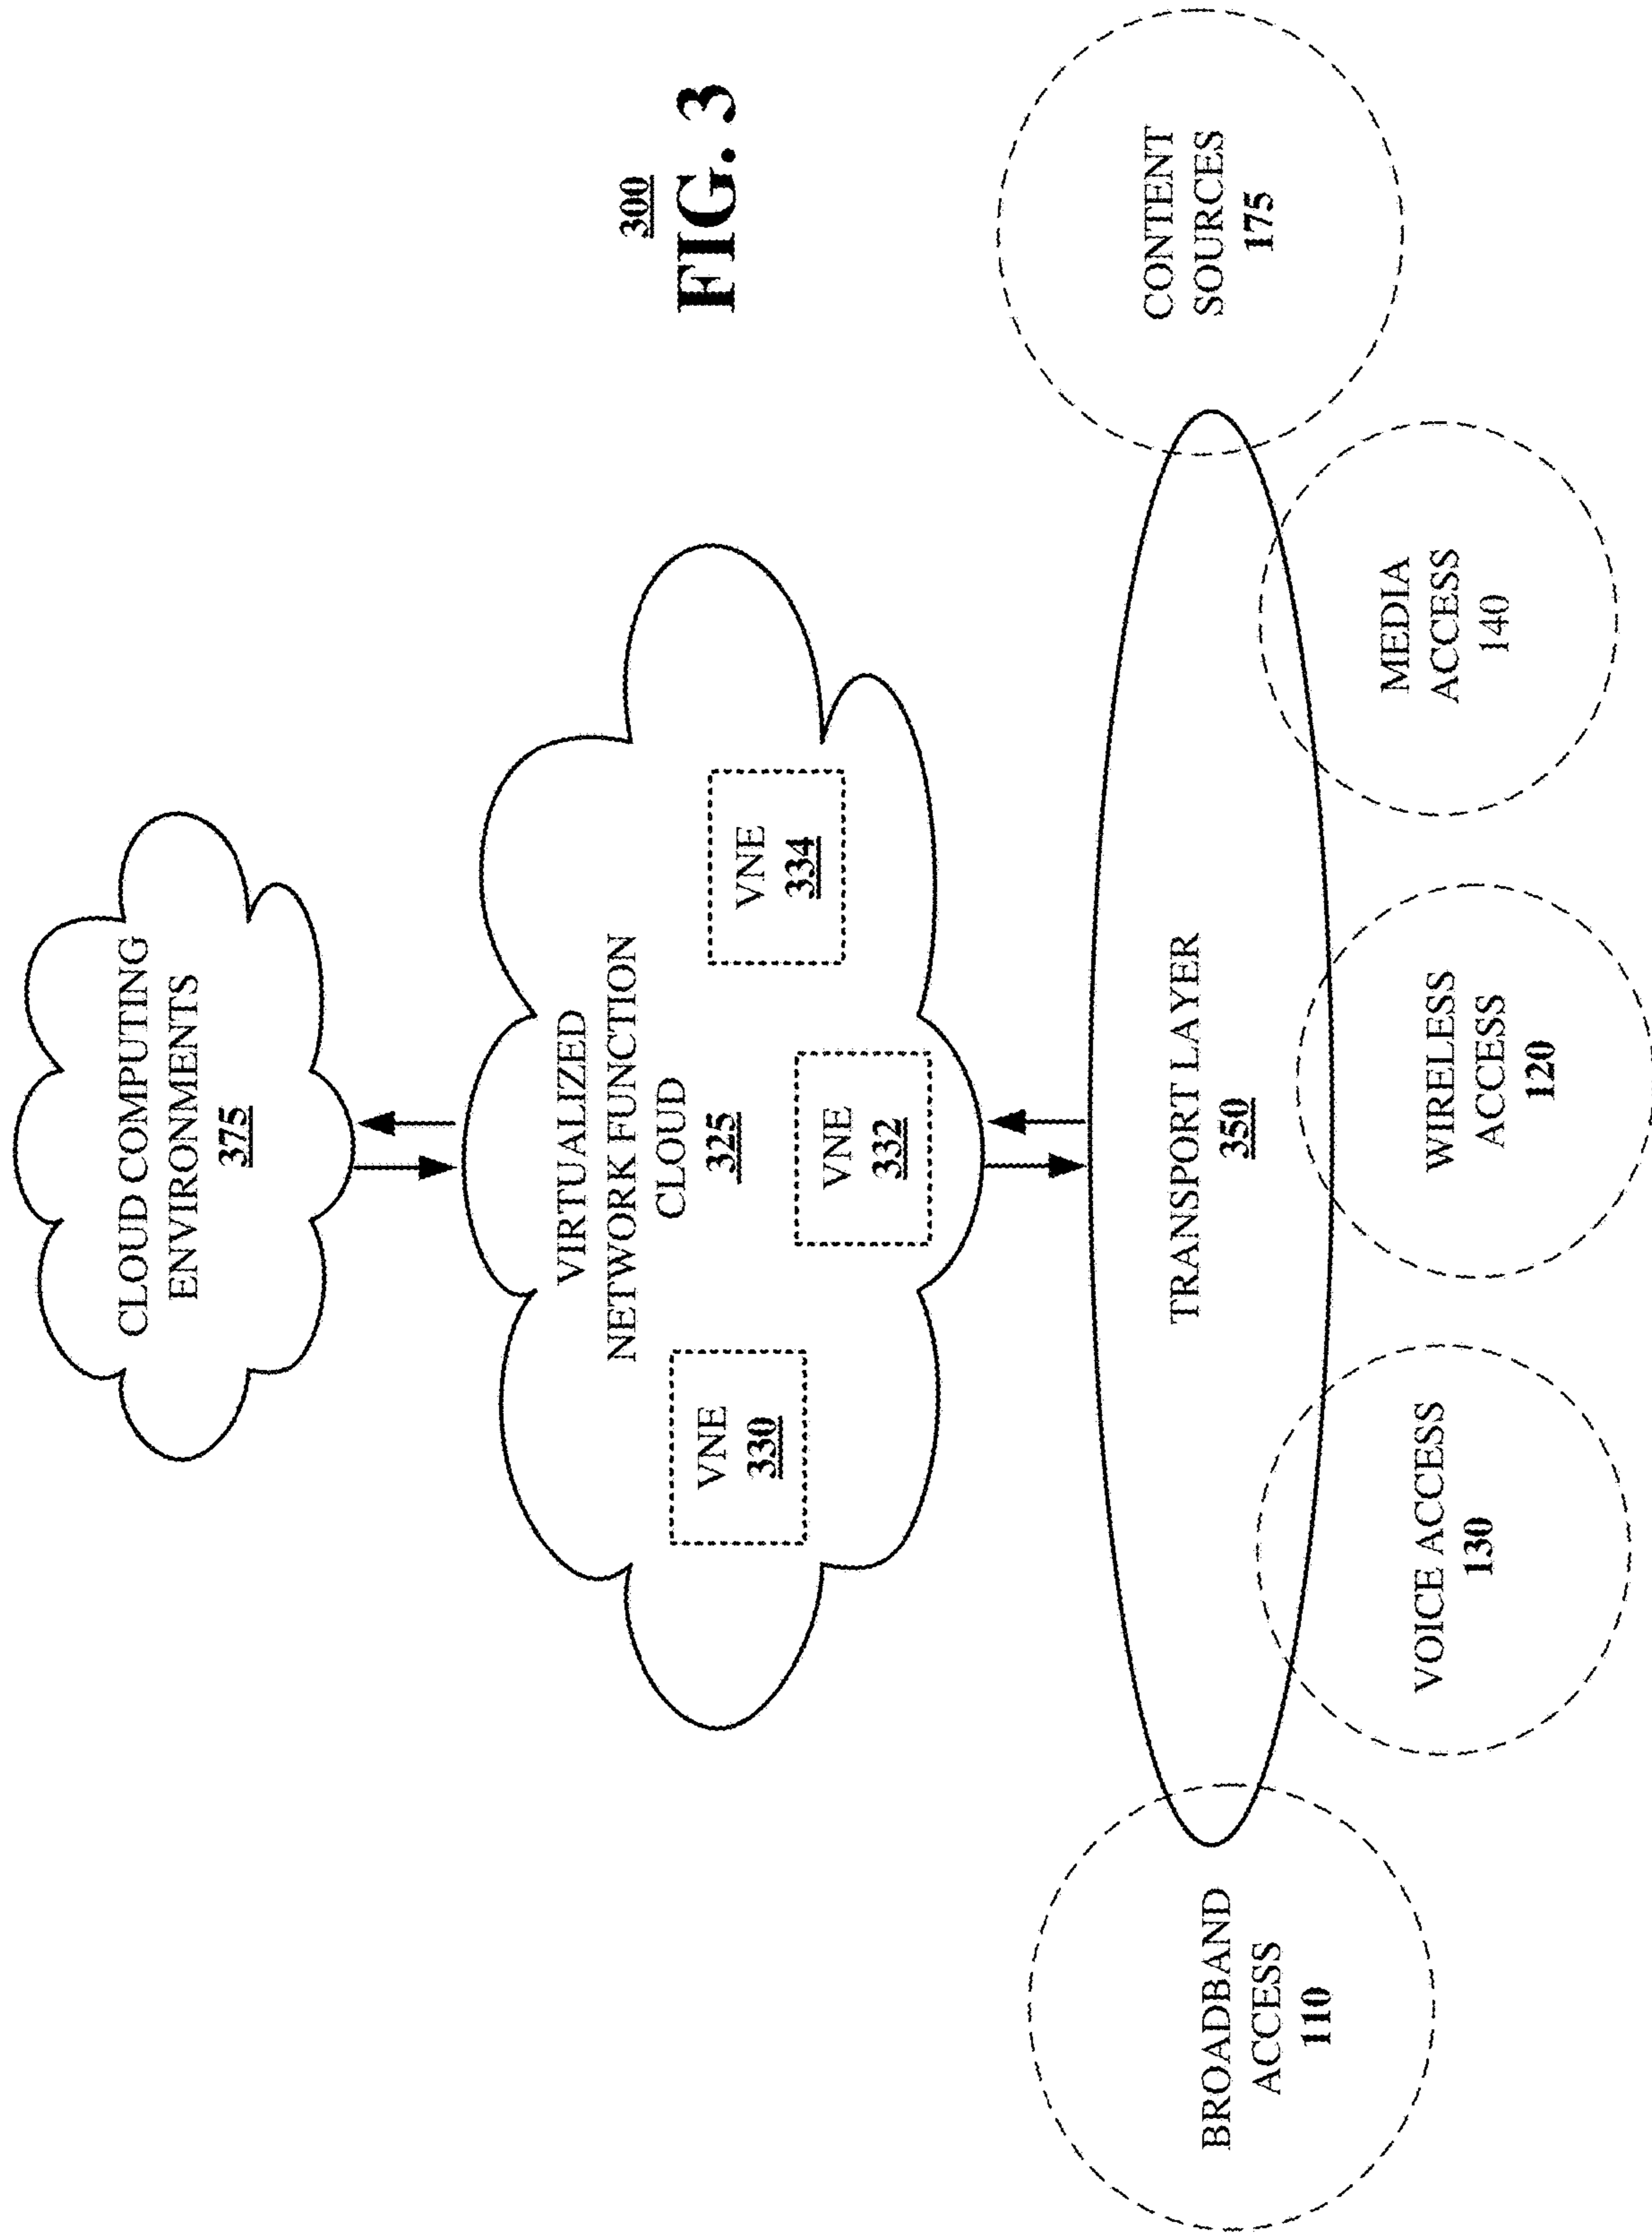 CLOUD COMPUTING
ENVIRONMENTS
375
VIRTUALIZED
NETWORK FUNCTION
CLOUD
325
VNE
330
VNE
332
VNE
334
TRANSPORT LAYER
350
BROADBAND
ACCESS
110
VOICE ACCESS
130
WIRELESS
ACCESS
120
MEDIA
ACCESS
140
CONTENT
SOURCES
175
300
FIG. 3